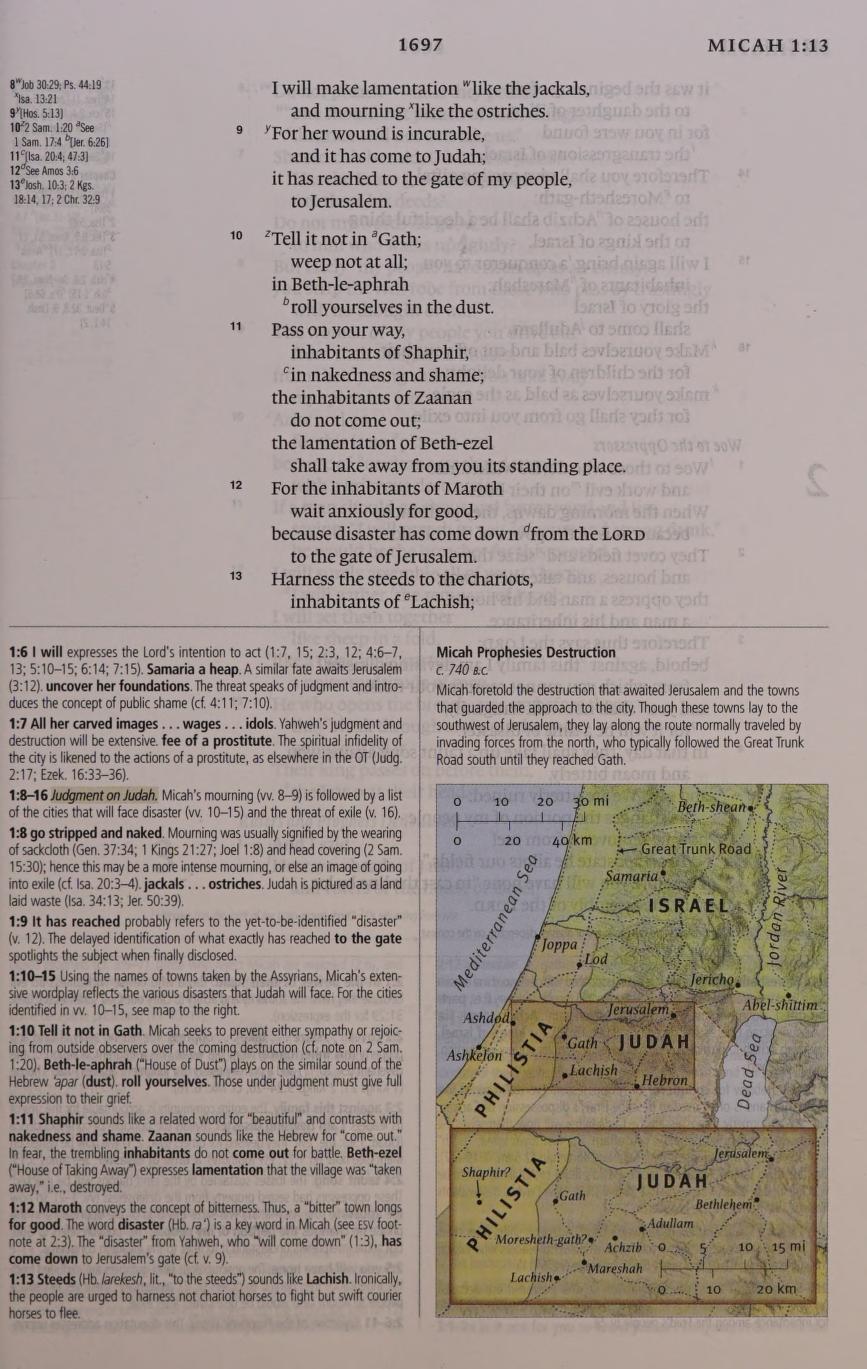 1697
MICAH 1:13
8 w Job 30:29; Ps. 44:19
x Isa. 13:21
9 y [Hos. 5:13]
10 z 2 Sam. 1:20 a See
1 Sam. 17:4 b [Jer. 6:26]
11 c [Isa. 20:4; 47:3]
12 d See Amos 3:6
13 e Josh. 10:3; 2 Kgs.
18:14, 17; 2 Chr. 32:9
I will make lamentation w like the jackals,
and mourning x like the ostriches.
9 y For her wound is incurable,
and it has come to Judah;
it has reached to the gate of my people,
to Jerusalem.
10 z Tell it not in a Gath;
weep not at all;
in Beth-le-aphrah
b roll yourselves in the dust.
11 Pass on your way,
inhabitants of Shaphir,
c in nakedness and shame;
the inhabitants of Zaanan
do not come out;
the lamentation of Beth-ezel
shall take away from you its standing place.
12 For the inhabitants of Maroth
wait anxiously for good,
because disaster has come down d from the LORD
to the gate of Jerusalem.
13 Harness the steeds to the chariots,
inhabitants of e Lachish;
1:6 I will expresses the Lord's intention to act (1:7, 15; 2:3, 12; 4:6–7,
13; 5:10–15; 6:14; 7:15). Samaria a heap. A similar fate awaits Jerusalem
(3:12). uncover her foundations. The threat speaks of judgment and intro-
duces the concept of public shame (cf. 4:11; 7:10).
1:7 All her carved images . . . wages . . . idols. Yahweh's judgment and
destruction will be extensive. fee of a prostitute. The spiritual infidelity of
the city is likened to the actions of a prostitute, as elsewhere in the OT (Judg.
2:17; Ezek. 16:33–36).
1:8–16 Judgment on Judah. Micah's mourning (vv. 8–9) is followed by a list
of the cities that will face disaster (vv. 10–15) and the threat of exile (v. 16).
1:8 go stripped and naked. Mourning was usually signified by the wearing
of sackcloth (Gen. 37:34; 1 Kings 21:27; Joel 1:8) and head covering (2 Sam.
15:30); hence this may be a more intense mourning, or else an image of going
into exile (cf. Isa. 20:3–4). jackals . . . ostriches. Judah is pictured as a land
laid waste (Isa. 34:13; Jer. 50:39).
1:9 It has reached probably refers to the yet-to-be-identified “disaster”
(v. 12). The delayed identification of what exactly has reached to the gate
spotlights the subject when finally disclosed.
1:10–15 Using the names of towns taken by the Assyrians, Micah's exten-
sive wordplay reflects the various disasters that Judah will face. For the cities
identified in vv. 10–15, see map to the right.
1:10 Tell it not in Gath. Micah seeks to prevent either sympathy or rejoic-
ing from outside observers over the coming destruction (cf. note on 2 Sam.
1:20). Beth-le-aphrah (“House of Dust”) plays on the similar sound of the
Hebrew ‘apar (dust). roll yourselves. Those under judgment must give full
expression to their grief.
1:11 Shaphir sounds like a related word for “beautiful” and contrasts with
nakedness and shame. Zaanan sounds like the Hebrew for “come out.”
In fear, the trembling inhabitants do not come out for battle. Beth-ezel
(“House of Taking Away”) expresses lamentation that the village was “taken
away,” i.e., destroyed.
1:12 Maroth conveys the concept of bitterness. Thus, a “bitter” town longs
for good. The word disaster (Hb. ra‘) is a key word in Micah (see ESV foot-
note at 2:3). The “disaster” from Yahweh, who “will come down” (1:3), has
come down to Jerusalem's gate (cf. v. 9).
1:13 Steeds (Hb. larekesh, lit., “to the steeds”) sounds like Lachish. Ironically,
the people are urged to harness not chariot horses to fight but swift courier
horses to flee.
Micah Prophesies Destruction
c. 740 B.C.
Micah foretold the destruction that awaited Jerusalem and the towns
that guarded the approach to the city. Though these towns lay to the
southwest of Jerusalem, they lay along the route normally traveled by
invading forces from the north, who typically followed the Great Trunk
Road south until they reached Gath.
0 10 20 30 mi
0 20 40 km
Beth-shean
Great Trunk Road
Samaria
ISRAEL
Mediterranean Sea
Jordan River
Joppa
Lod
Jericho
Jerusalem
Abel-shittim
Ashdod
Gath
JUDAH
Ashkelon
PHILISTIA
Lachish
Hebron
Dead Sea
Jerusalem
Shaphir?
JUDAH
PHILISTIA
Gath
Bethlehem
Adullam
Moresheth-gath?
Achzib
0 5 10 15 mi
Mareshah
Lachish
0 10 20 km